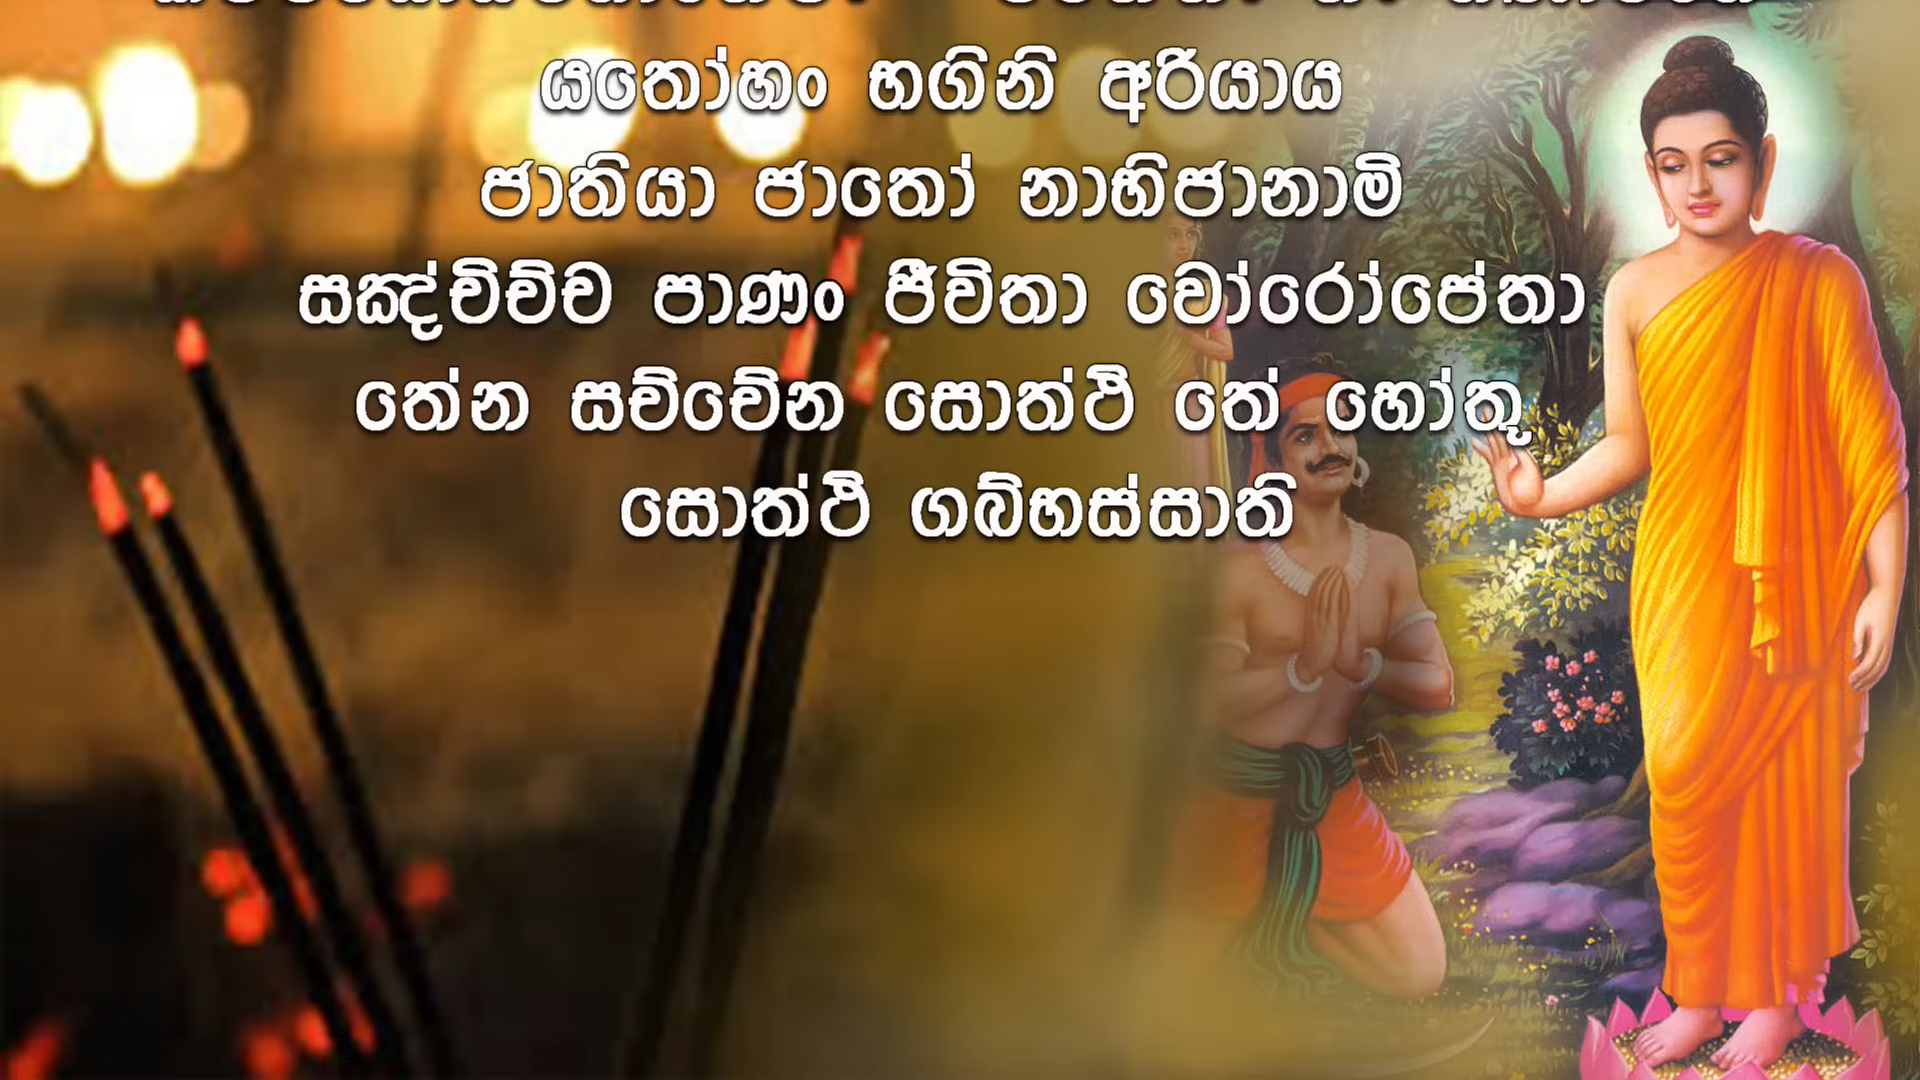 යතෝහං භගිනි අරියාය
ජාතියා ජාතෝ නාභිජානාමි
සඤ්චිච්ච පාණං ජීවිතා වෝරෝපේතා
තේන සච්චේන සොත්ථි තේ හෝතු
සොත්ථි ගබ්භස්සාති